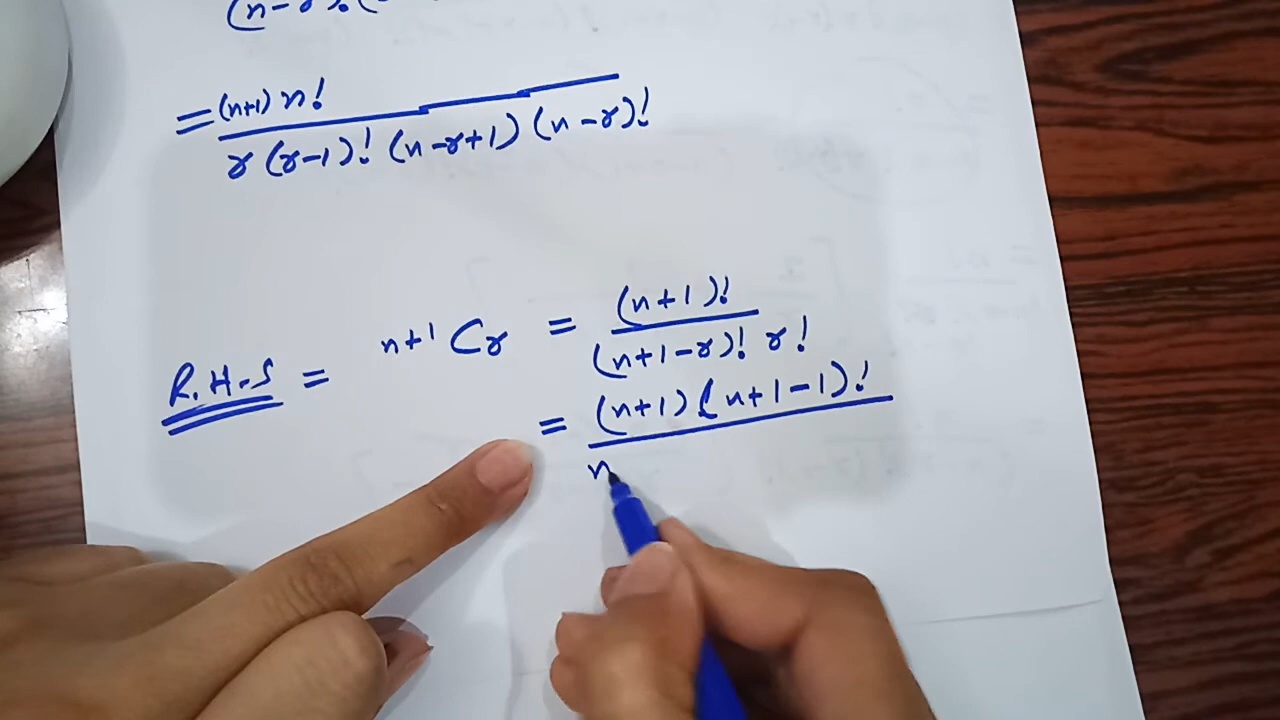 (n-r)!(
= (n+1) n!
r (r-1)! (n-r+1) (n-r)!
R.H.S = n+1 Cr = (n+1)!
(n+1-r)! r!
= (n+1) (n+1-1)!
n